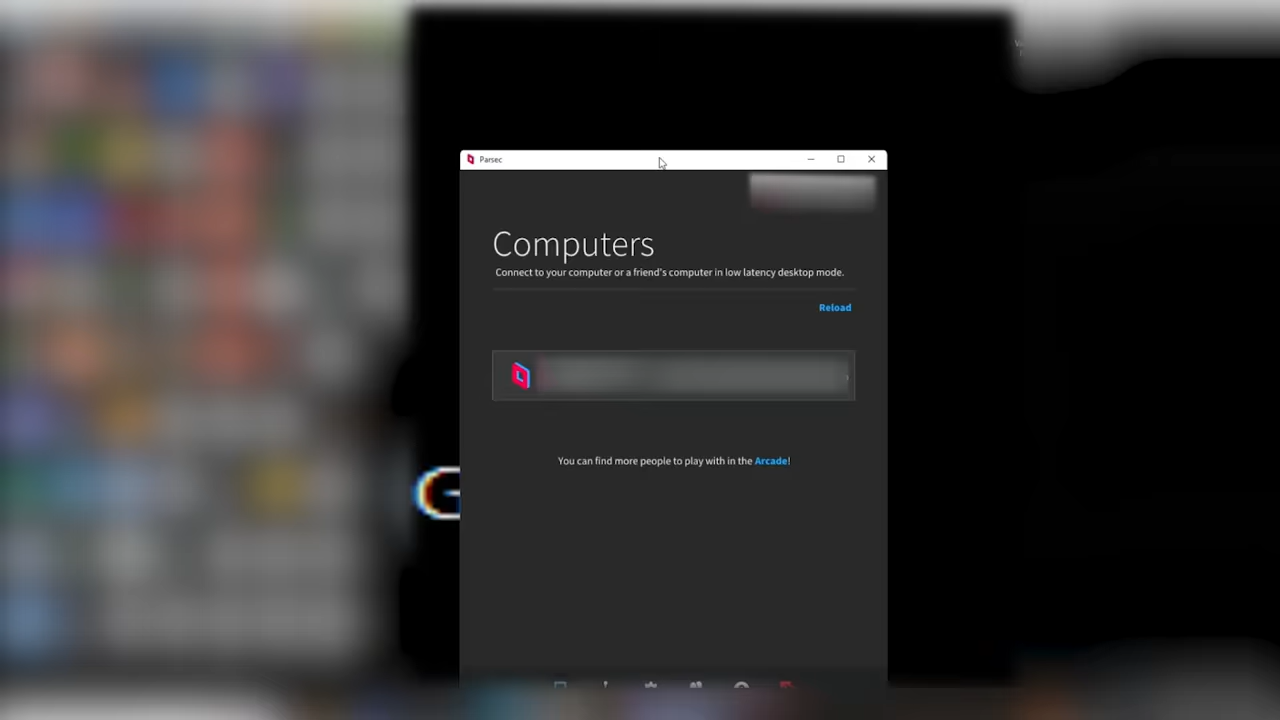 Parsec
Computers
Connect to your computer or a friend's computer in low latency desktop mode.
Reload
You can find more people to play with in the Arcade!
G